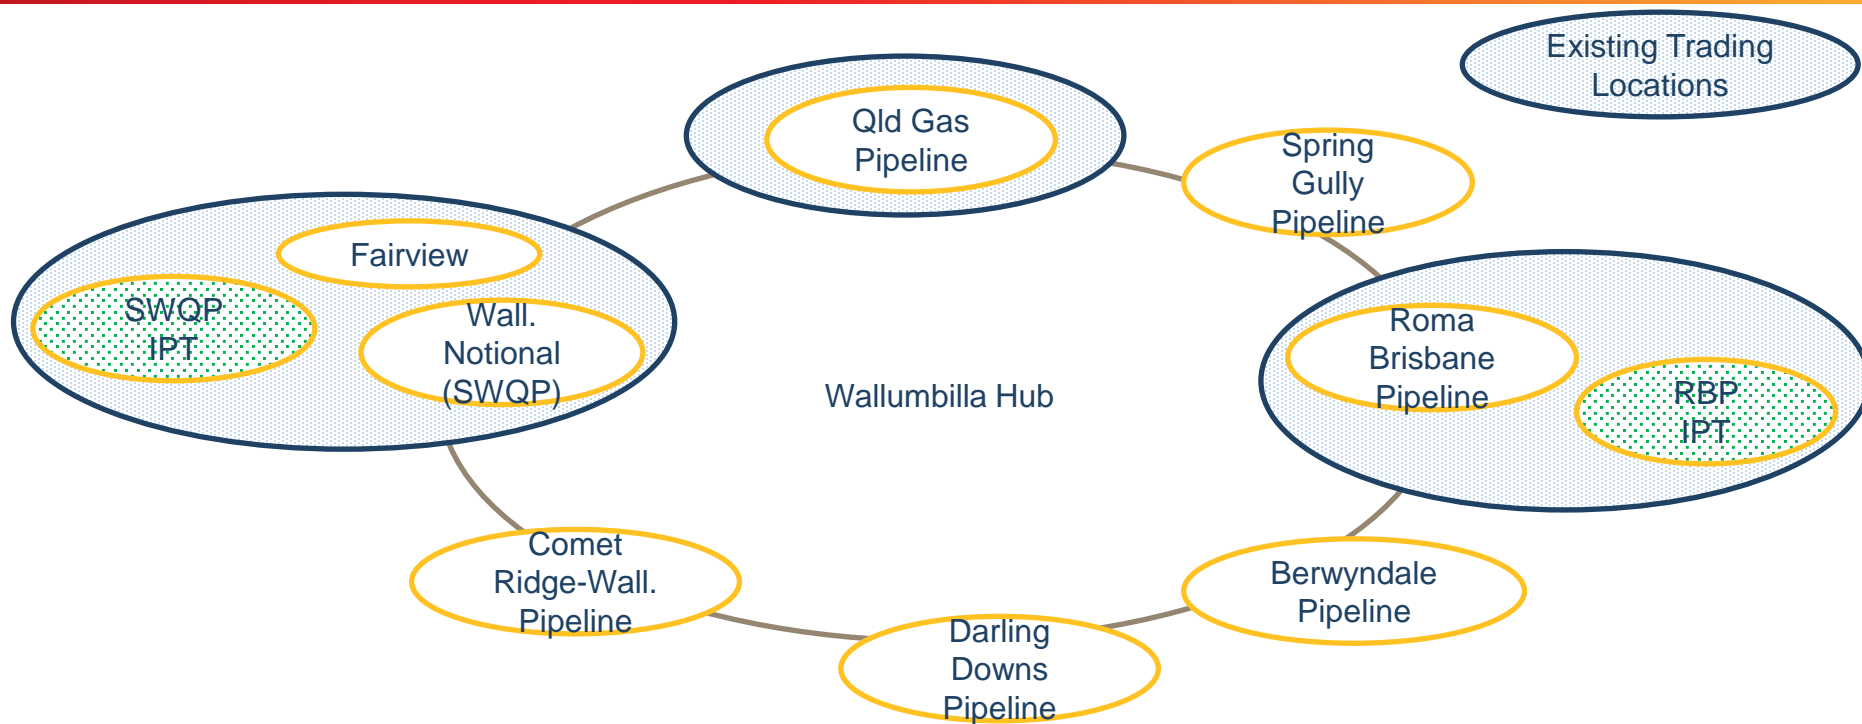 Existing Trading
Locations
Qld Gas
Pipeline
Spring
Gully
Pipeline
Fairview
SWQP
IPT
Wall.
Notional
(SWQP)
Roma
Brisbane
Pipeline
RBP
IPT
Wallumbilla Hub
Comet
Ridge-Wall.
Pipeline
Berwyndale
Pipeline
Darling
Downs
Pipeline